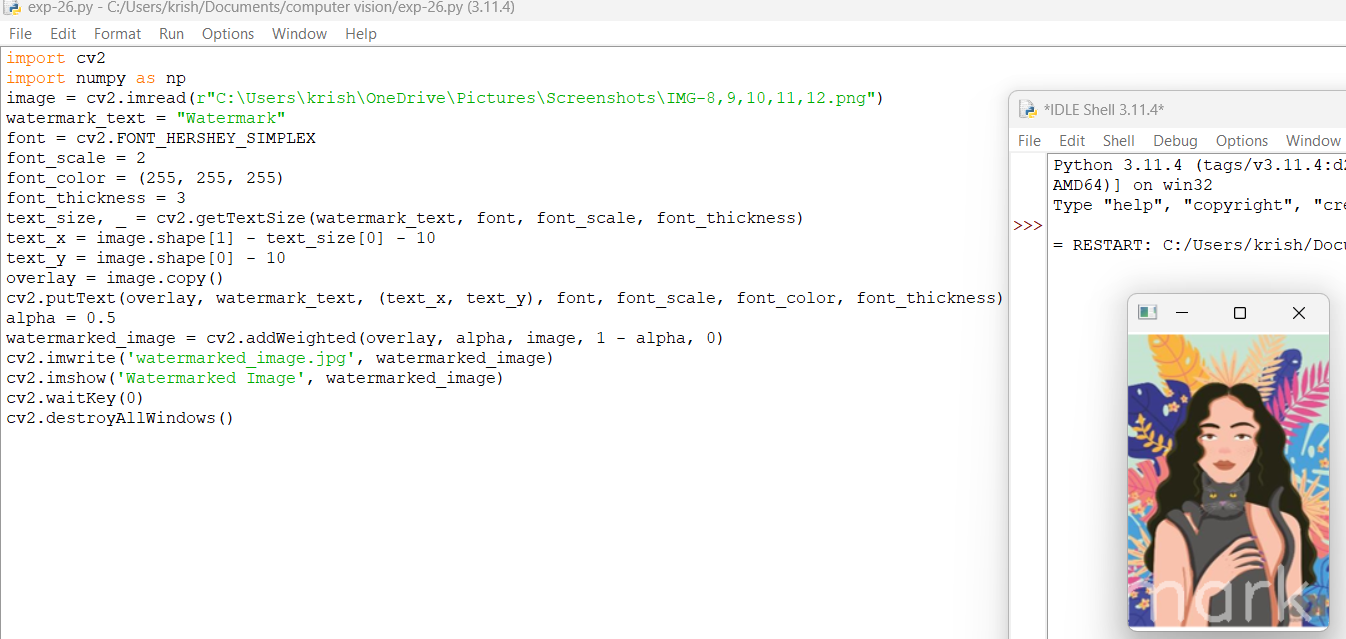 exp-26.py - C:/Users/krish/Documents/computer vision/exp-26.py (3.11.4)
File Edit Format Run Options Window Help
import cv2
import numpy as np
image = cv2.imread(r"C:\Users\krish\OneDrive\Pictures\Screenshots\IMG-8,9,10,11,12.png")
watermark_text = "Watermark"
font = cv2.FONT_HERSHEY_SIMPLEX
font_scale = 2
font_color = (255, 255, 255)
font_thickness = 3
text_size, _ = cv2.getTextSize(watermark_text, font, font_scale, font_thickness)
text_x = image.shape[1] - text_size[0] - 10
text_y = image.shape[0] - 10
overlay = image.copy()
cv2.putText(overlay, watermark_text, (text_x, text_y), font, font_scale, font_color, font_thickness)
alpha = 0.5
watermarked_image = cv2.addWeighted(overlay, alpha, image, 1 - alpha, 0)
cv2.imwrite('watermarked_image.jpg', watermarked_image)
cv2.imshow('Watermarked Image', watermarked_image)
cv2.waitKey(0)
cv2.destroyAllWindows()
*IDLE Shell 3.11.4*
File Edit Shell Debug Options Window
Python 3.11.4 (tags/v3.11.4:d2
AMD64)] on win32
Type "help", "copyright", "cre
>>>
= RESTART: C:/Users/krish/Docu
mark